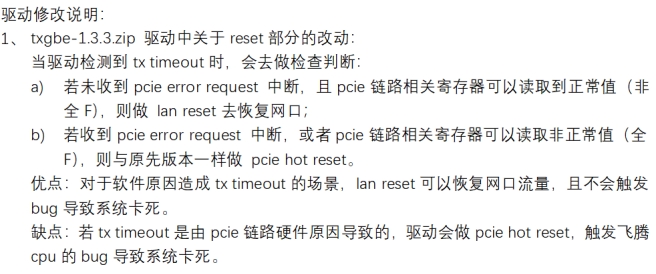 驱动修改说明：
1、 txgbe-1.3.3.zip 驱动中关于 reset 部分的改动：
当驱动检测到 tx timeout 时，会去做检查判断：
a) 若未收到 pcie error request 中断，且 pcie 链路相关寄存器可以读取到正常值（非
全 F），则做 lan reset 去恢复网口；
b) 若收到 pcie error request 中断，或者 pcie 链路相关寄存器可以读取非正常值（全
F），则与原先版本一样做 pcie hot reset。
优点：对于软件原因造成 tx timeout 的场景，lan reset 可以恢复网口流量，且不会触发
bug 导致系统卡死。
缺点：若 tx timeout 是由 pcie 链路硬件原因导致的，驱动会做 pcie hot reset，触发飞腾
cpu 的 bug 导致系统卡死。